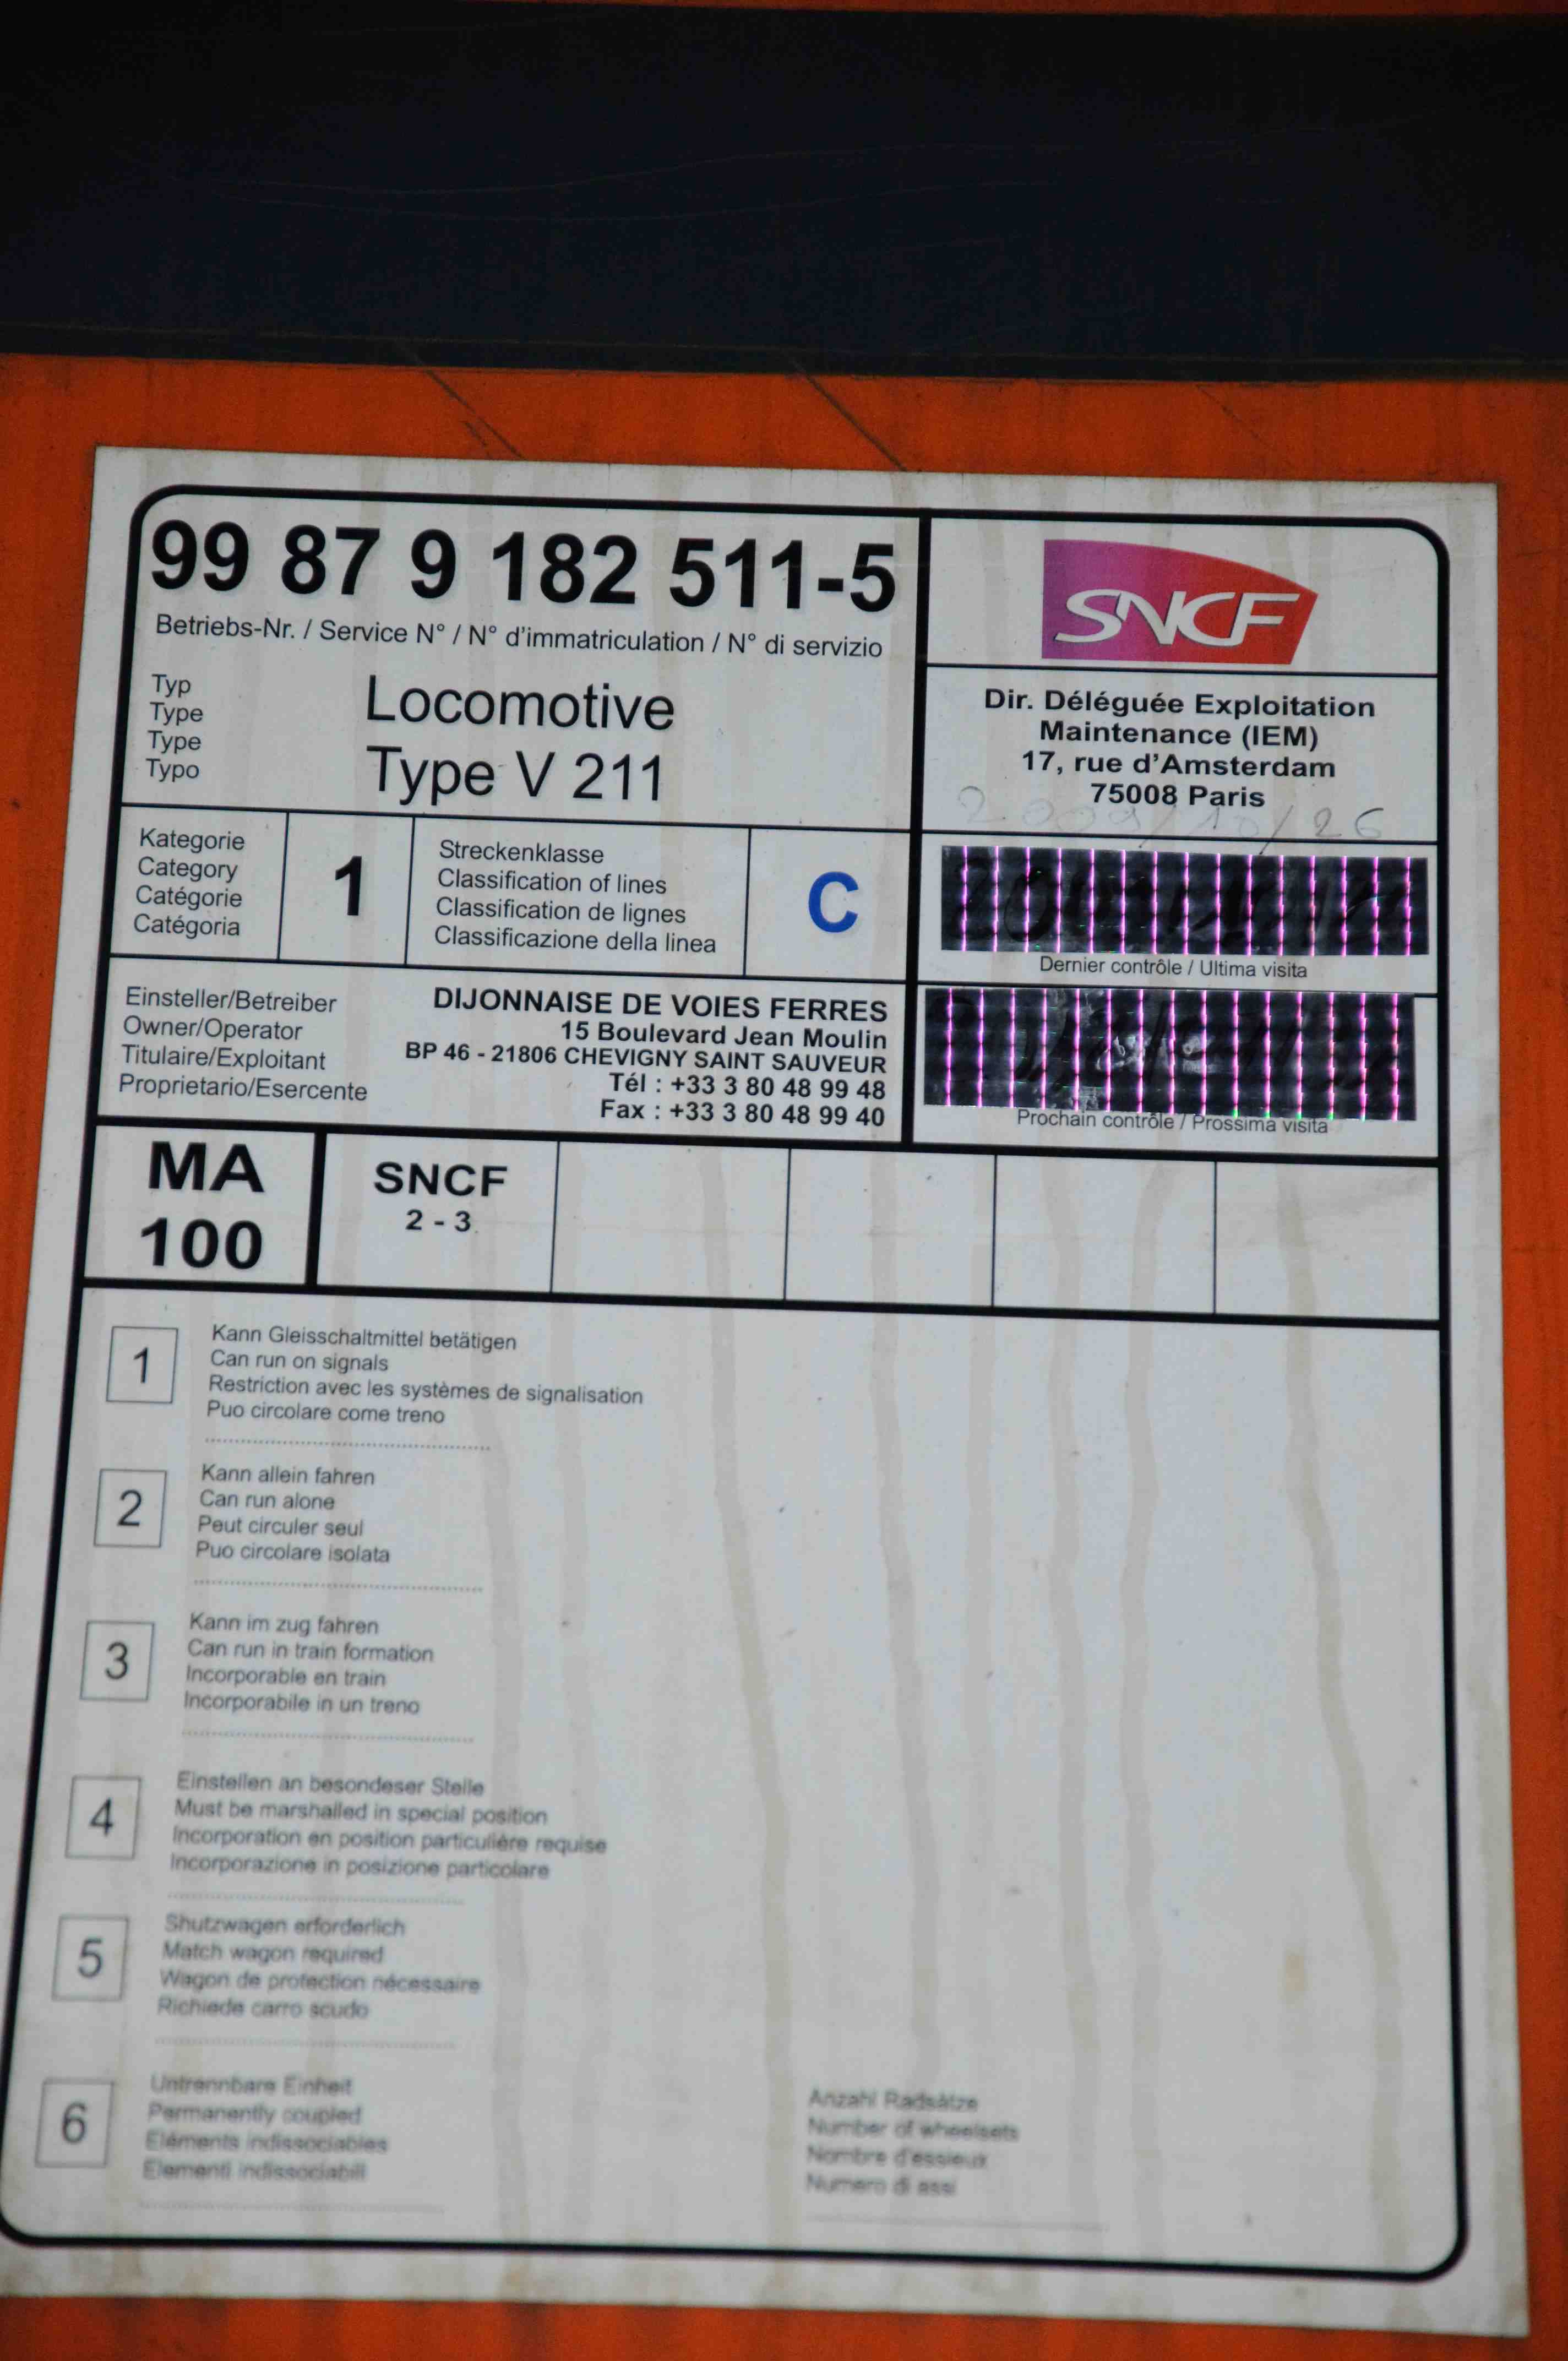 99 87 9 182 511-5
Betriebs-Nr. / Service N° / N° d'immatriculation / N° di servizio
Typ
Type
Type
Typo
Locomotive
Type V 211
SNCF
Dir. Déléguée Exploitation
Maintenance (IEM)
17, rue d'Amsterdam
75008 Paris
Kategorie
Category
Catégorie
Catégoria
1
Streckenklasse
Classification of lines
Classification de lignes
Classificazione della linea
C
Dernier contrôle / Ultima visita
Einsteller/Betreiber
Owner/Operator
Titulaire/Exploitant
Proprietario/Esercente
DIJONNAISE DE VOIES FERRES
15 Boulevard Jean Moulin
BP 46 - 21806 CHEVIGNY SAINT SAUVEUR
Tél : +33 3 80 48 99 48
Fax : +33 3 80 48 99 40
Prochain contrôle / Prossima visita
MA
100
SNCF
2 - 3
1
Kann Gleisschaltmittel betätigen
Can run on signals
Restriction avec les systèmes de signalisation
Puo circolare come treno
2
Kann allein fahren
Can run alone
Peut circuler seul
Puo circolare isolata
3
Kann im zug fahren
Can run in train formation
Incorporable en train
Incorporabile in un treno
4
Einstellen an besondeser Stelle
Must be marshalled in special position
Incorporation en position particulière requise
Incorporazione in posizione particolare
5
Shutzwagen erforderlich
Match wagon required
Wagon de protection nécessaire
Richiede carro scudo
6
Untrennbare Einheit
Permanently coupled
Eléments indissociables
Elementi indissociabili
Anzahl Radsätze
Number of wheelsets
Nombre d'essieux
Numero di assi